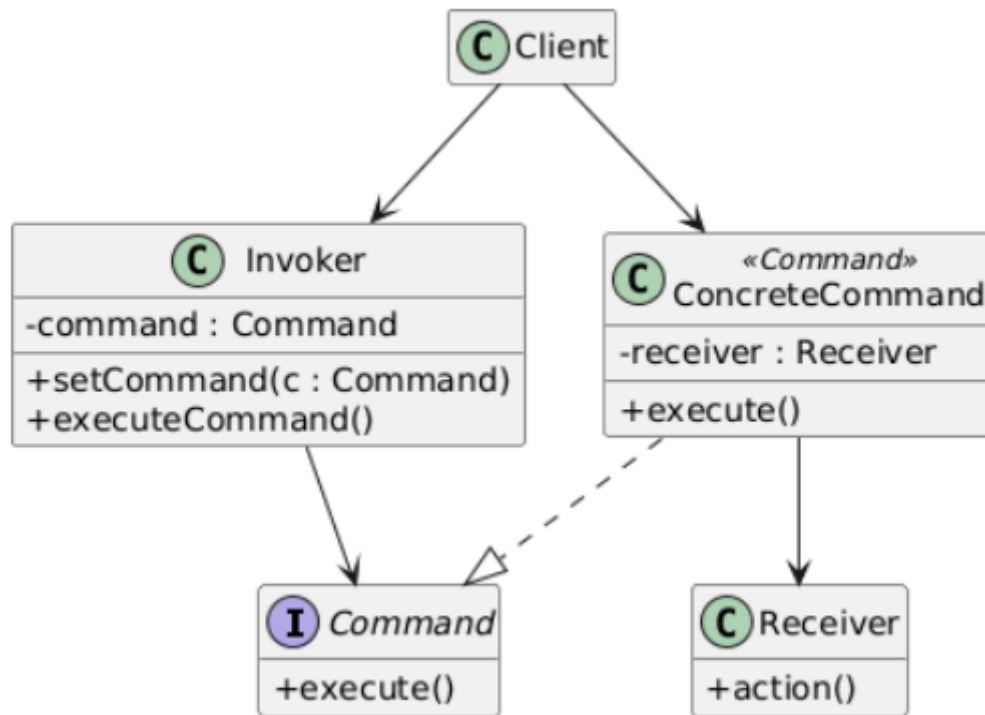 C Client
C Invoker
-command : Command
+setCommand(c : Command)
+executeCommand()
«Command»
C ConcreteCommand
-receiver : Receiver
+execute()
I Command
+execute()
C Receiver
+action()